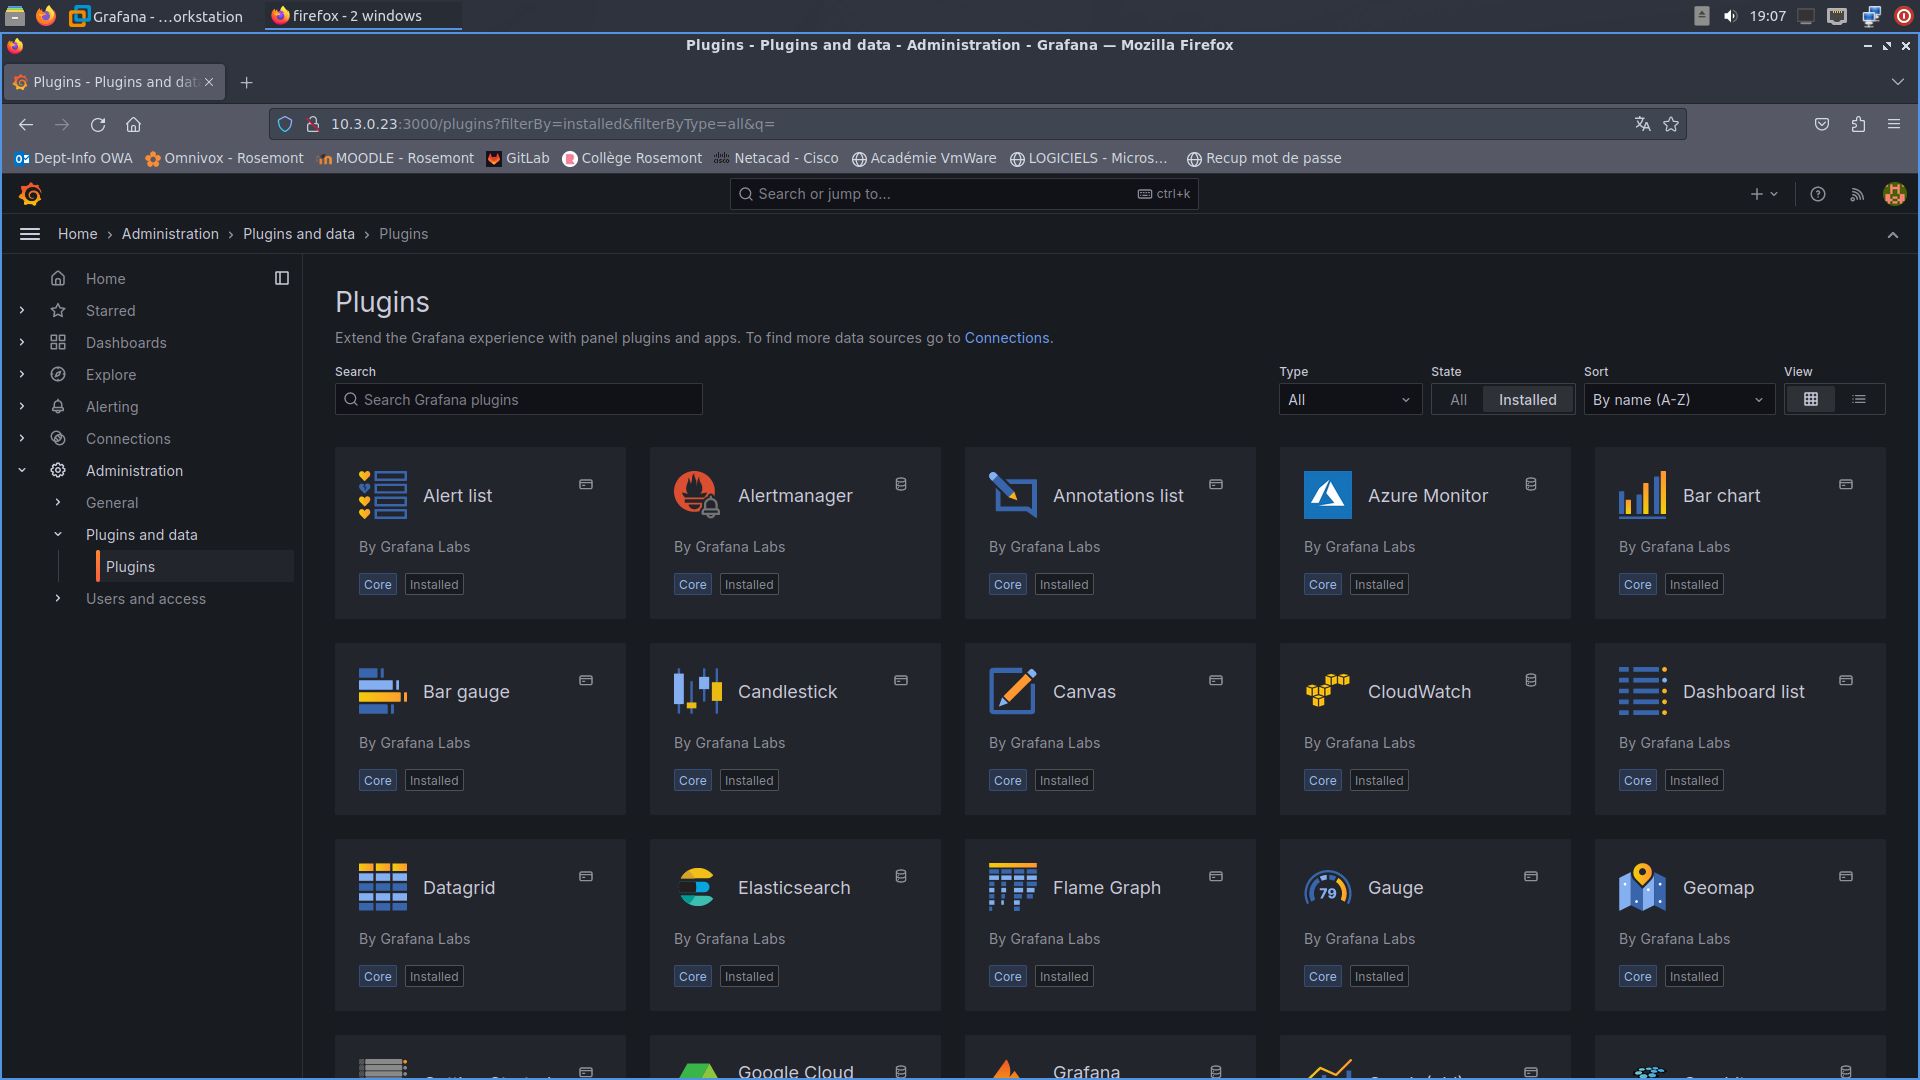 Grafana - ...orkstation
firefox - 2 windows
19:07
Plugins - Plugins and data - Administration - Grafana — Mozilla Firefox
Plugins - Plugins and dat
10.3.0.23:3000/plugins?filterBy=installed&filterByType=all&q=
Dept-Info OWA
Omnivox - Rosemont
MOODLE - Rosemont
GitLab
Collège Rosemont
Netacad - Cisco
Académie VmWare
LOGICIELS - Micros...
Recup mot de passe
Search or jump to...
ctrl+k
Home › Administration › Plugins and data › Plugins
Home
Starred
Dashboards
Explore
Alerting
Connections
Administration
General
Plugins and data
Plugins
Users and access
Plugins
Extend the Grafana experience with panel plugins and apps. To find more data sources go to Connections.
Search
Search Grafana plugins
Type
All
State
All
Installed
Sort
By name (A-Z)
View
Alert list
By Grafana Labs
Core Installed
Alertmanager
By Grafana Labs
Core Installed
Annotations list
By Grafana Labs
Core Installed
Azure Monitor
By Grafana Labs
Core Installed
Bar chart
By Grafana Labs
Core Installed
Bar gauge
By Grafana Labs
Core Installed
Candlestick
By Grafana Labs
Core Installed
Canvas
By Grafana Labs
Core Installed
CloudWatch
By Grafana Labs
Core Installed
Dashboard list
By Grafana Labs
Core Installed
Datagrid
By Grafana Labs
Core Installed
Elasticsearch
By Grafana Labs
Core Installed
Flame Graph
By Grafana Labs
Core Installed
79
Gauge
By Grafana Labs
Core Installed
Geomap
By Grafana Labs
Core Installed
Google Cloud
Grafana